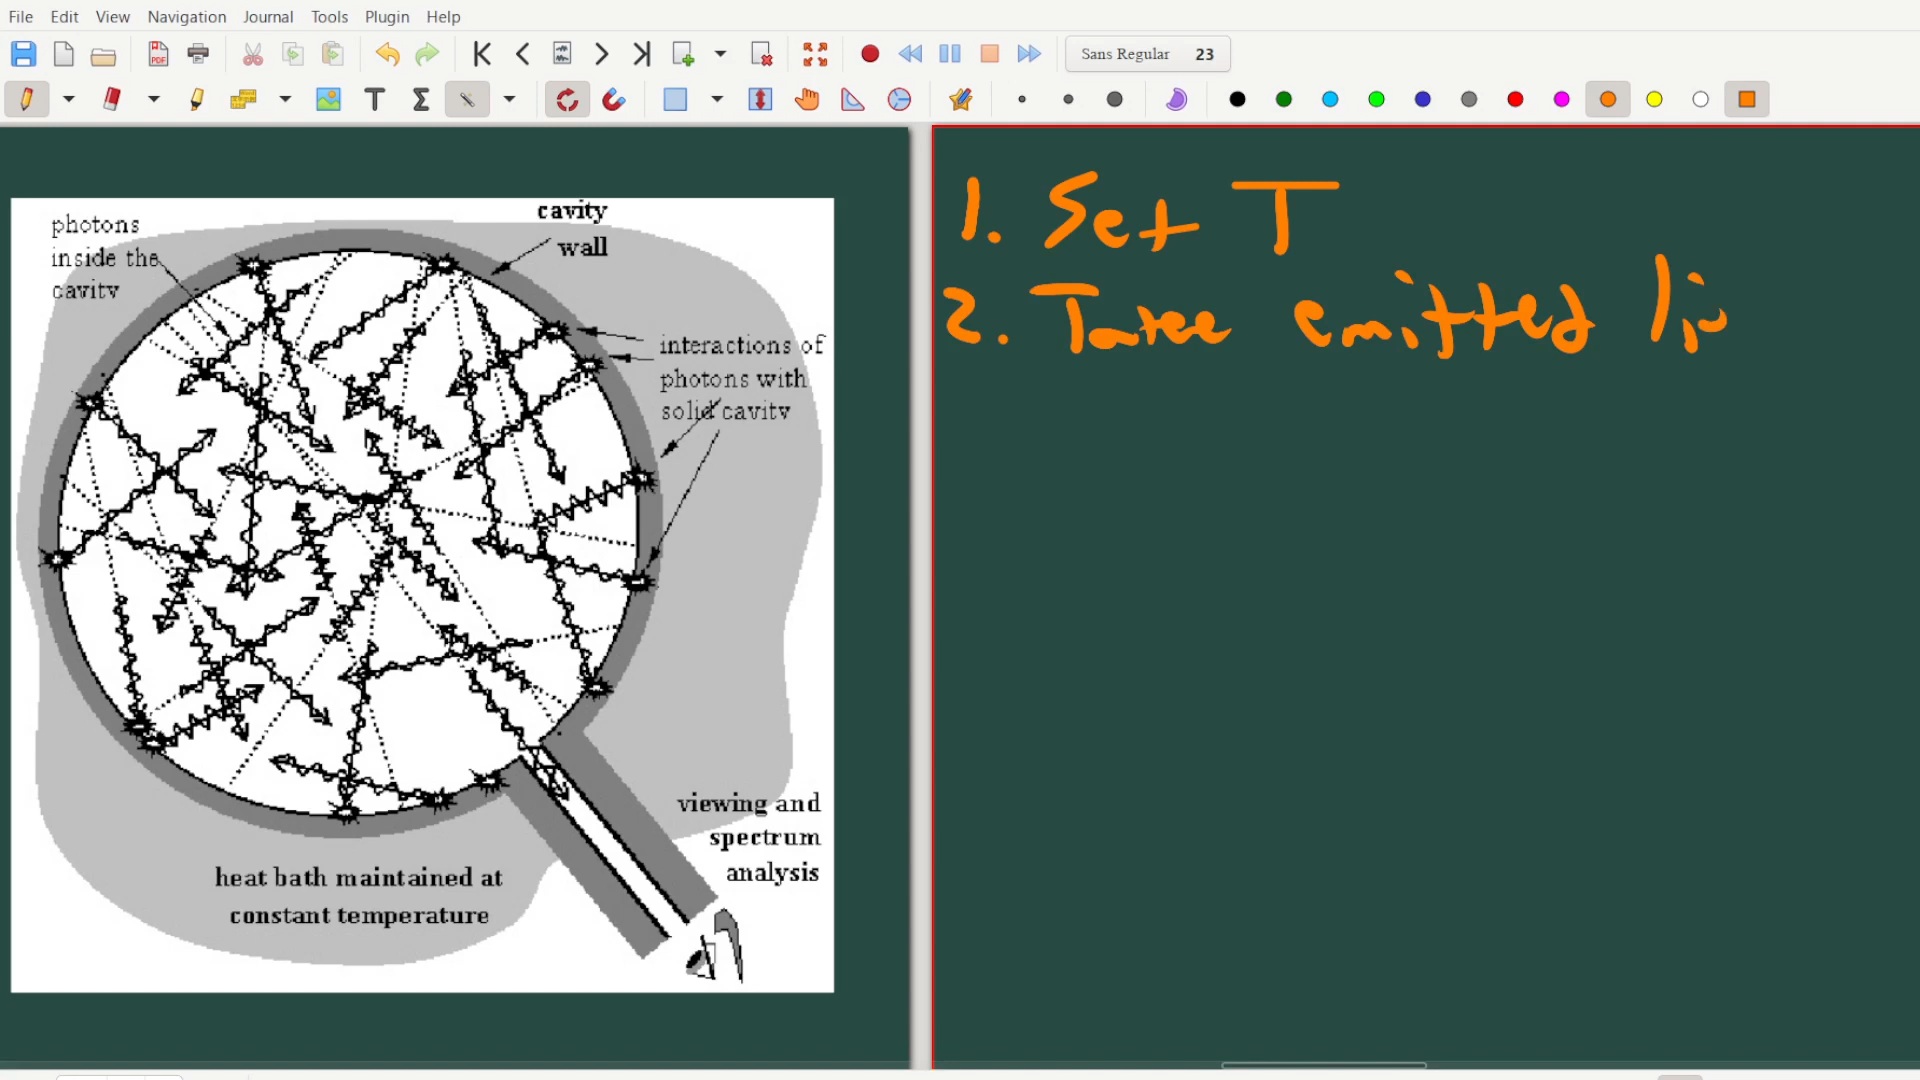 File Edit View Navigation Journal Tools Plugin Help
Sans Regular 23
photons
inside the
cavity
cavity
wall
interactions of
photons with
solid cavity
viewing and
spectrum
analysis
heat bath maintained at
constant temperature
1. Set T
2. Take emitted